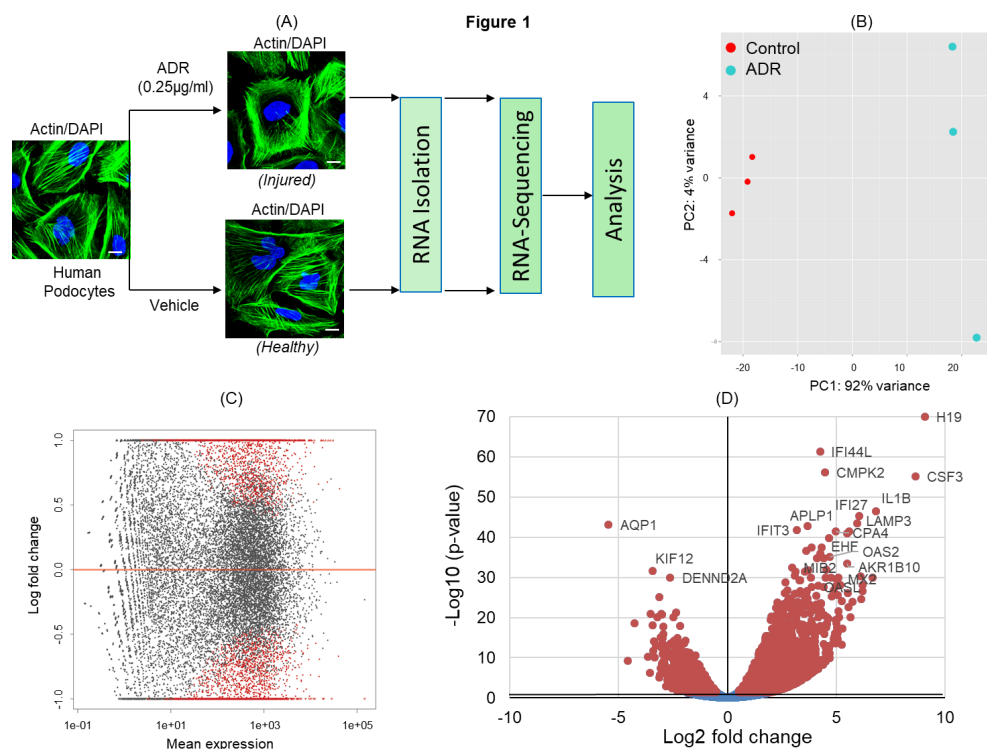 Figure 1
(A)
Actin/DAPI
Human
Podocytes
ADR
(0.25µg/ml)
Vehicle
Actin/DAPI
(Injured)
Actin/DAPI
(Healthy)
RNA Isolation
RNA-Sequencing
Analysis
(B)
Control
ADR
PC2: 4% variance
4
0
-4
-8
-20
-10
0
10
20
PC1: 92% variance
(C)
Log fold change
1.0
0.5
0.0
-0.5
-1.0
1e-01
1e+01
1e+03
1e+05
Mean expression
(D)
-Log10 (p-value)
70
60
50
40
30
20
10
0
-10
-5
0
5
10
Log2 fold change
H19
IFI44L
CMPK2
CSF3
IL1B
IFI27
LAMP3
APLP1
IFIT3
CPA4
EHF
OAS2
AKR1B10
MIB2
MX2
OASL
AQP1
KIF12
DENND2A